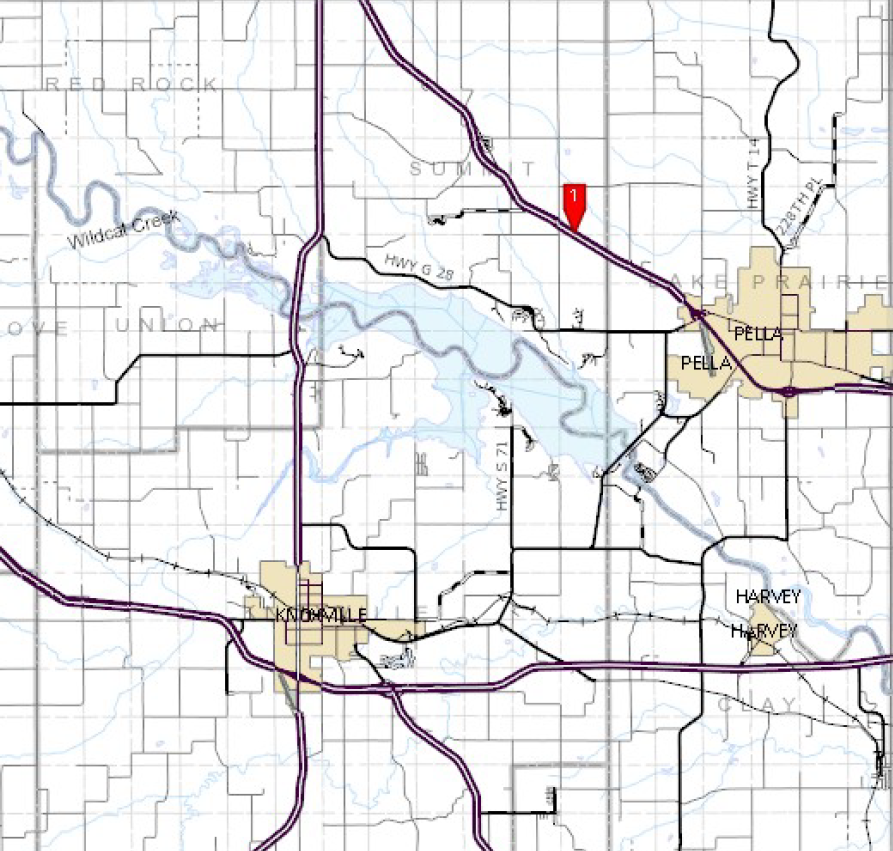 RED ROCK
HWY T 14
SUMMIT
1
228TH PL
Wildcat Creek
HWY G 28
LAKE PRAIRIE
OVE UNION
PELLA
PELLA
HWY S 71
HARVEY
KNOXVILLE
HARVEY
CLAY